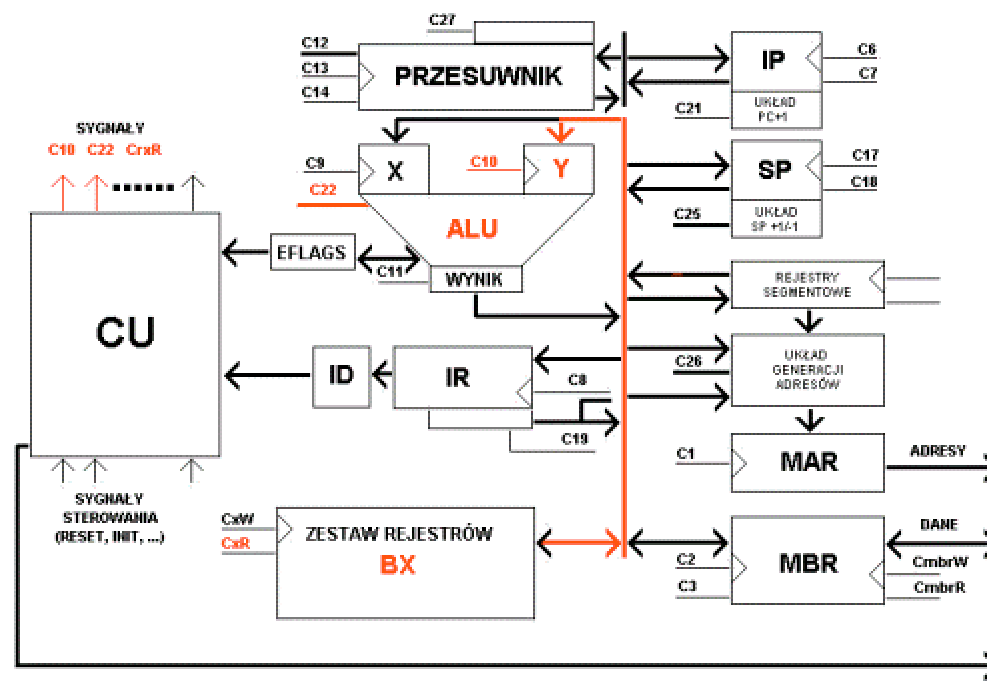 C27
C12
C13
C14
PRZESUWNIK
IP
C6
C7
C21
UKŁAD
PC+1
SYGNAŁY
C10 C22 CrxR
C9
X
C10
Y
C22
ALU
SP
C17
C18
C25
UKŁAD
SP +1/-1
EFLAGS
C11
WYNIK
REJESTRY
SEGMENTOWE
CU
ID
IR
C8
C19
C26
UKŁAD
GENERACJI
ADRESÓW
C1
MAR
ADRESY
SYGNAŁY
STEROWANIA
(RESET, INIT, ...)
CxW
CxR
ZESTAW REJESTRÓW
BX
C2
C3
MBR
DANE
CmbrW
CmbrR